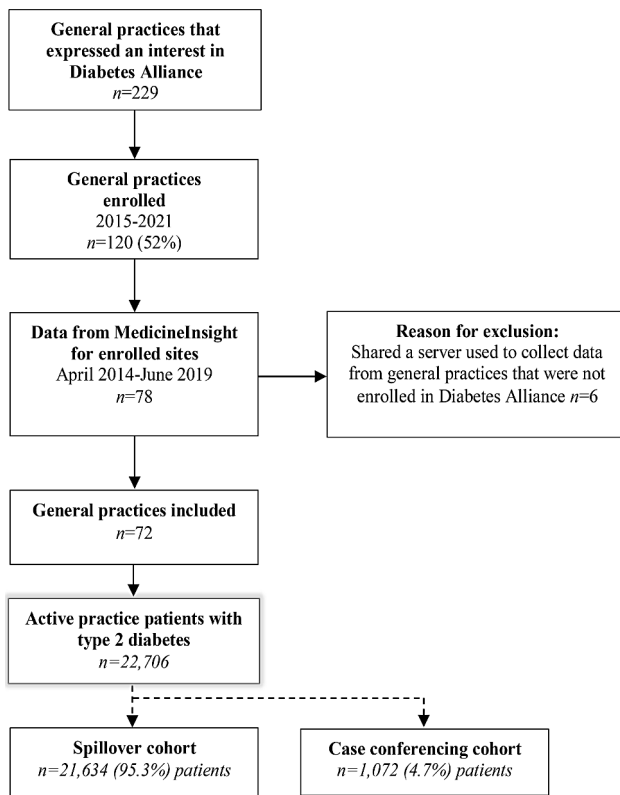 General practices that
expressed an interest in
Diabetes Alliance
n=229
General practices
enrolled
2015-2021
n=120 (52%)
Data from MedicineInsight
for enrolled sites
April 2014-June 2019
n=78
Reason for exclusion:
Shared a server used to collect data
from general practices that were not
enrolled in Diabetes Alliance n=6
General practices included
n=72
Active practice patients with
type 2 diabetes
n=22,706
Spillover cohort
n=21,634 (95.3%) patients
Case conferencing cohort
n=1,072 (4.7%) patients